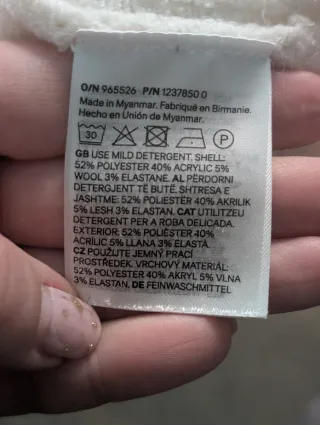 O/N 965526 P/N 1237850 0
Made in Myanmar. Fabriqué en Birmanie.
Hecho en Unión de Myanmar.
30 P
GB USE MILD DETERGENT. SHELL:
52% POLYESTER 40% ACRYLIC 5%
WOOL 3% ELASTANE. AL PËRDORNI
DETERGJENT TË BUTË. SHTRESA E
JASHTME: 52% POLIESTËR 40% AKRILIK
5% LESH 3% ELASTAN. CAT UTILITZEU
DETERGENT PER A ROBA DELICADA.
EXTERIOR: 52% POLIÈSTER 40%
ACRÍLIC 5% LLANA 3% ELASTÀ.
CZ POUŽIJTE JEMNÝ PRACÍ
PROSTŘEDEK. VRCHOVÝ MATERIÁL:
52% POLYESTER 40% AKRYL 5% VLNA
3% ELASTAN. DE FEINWASCHMITTEL